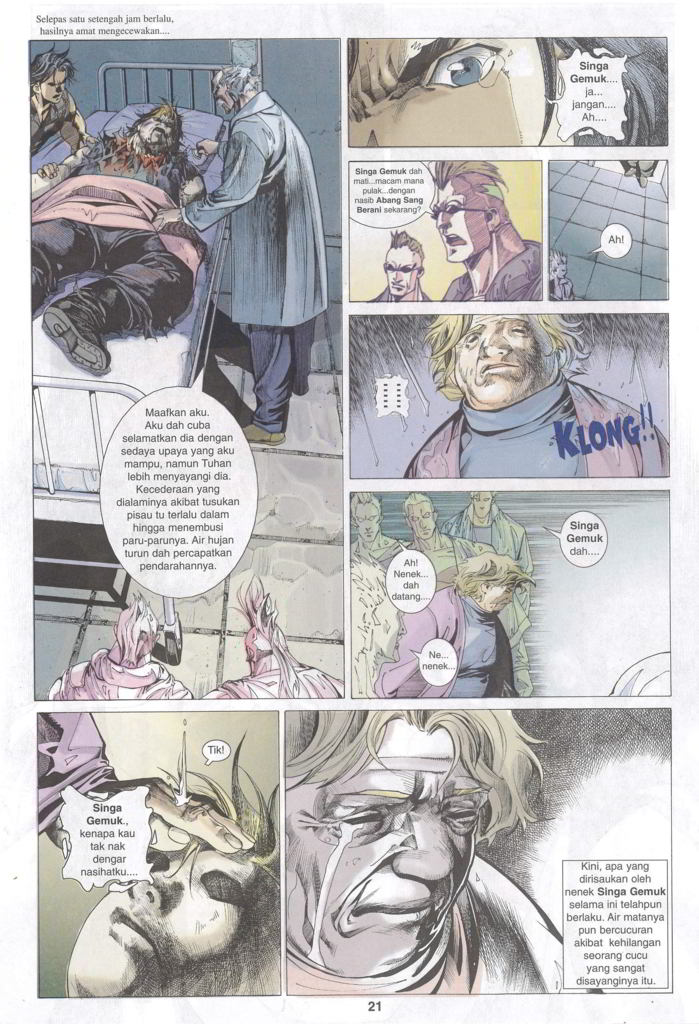 Selepas satu setengah jam berlalu,
hasilnya amat mengecewakan....
Maafkan aku.
Aku dah cuba
selamatkan dia dengan
sedaya upaya yang aku
mampu, namun Tuhan
lebih menyayangi dia.
Kecederaan yang
dialaminya akibat tusukan
pisau tu terlalu dalam
hingga menembusi
paru-parunya. Air hujan
turun dah percapatkan
pendarahannya.
Singa
Gemuk....
ja...
jangan....
Ah....
Singa Gemuk dah
mati...macam mana
pulak...dengan
nasib Abang Sang
Berani sekarang?
Ah!
KLONG!!
Singa
Gemuk
dah....
Ah!
Nenek...
dah
datang....
Ne...
nenek...
Tik!
Singa
Gemuk.,
kenapa kau
tak nak
dengar
nasihatku....
Kini, apa yang
dirisaukan oleh
nenek Singa Gemuk
selama ini telahpun
berlaku. Air matanya
pun bercucuran
akibat kehilangan
seorang cucu
yang sangat
disayanginya itu.
21